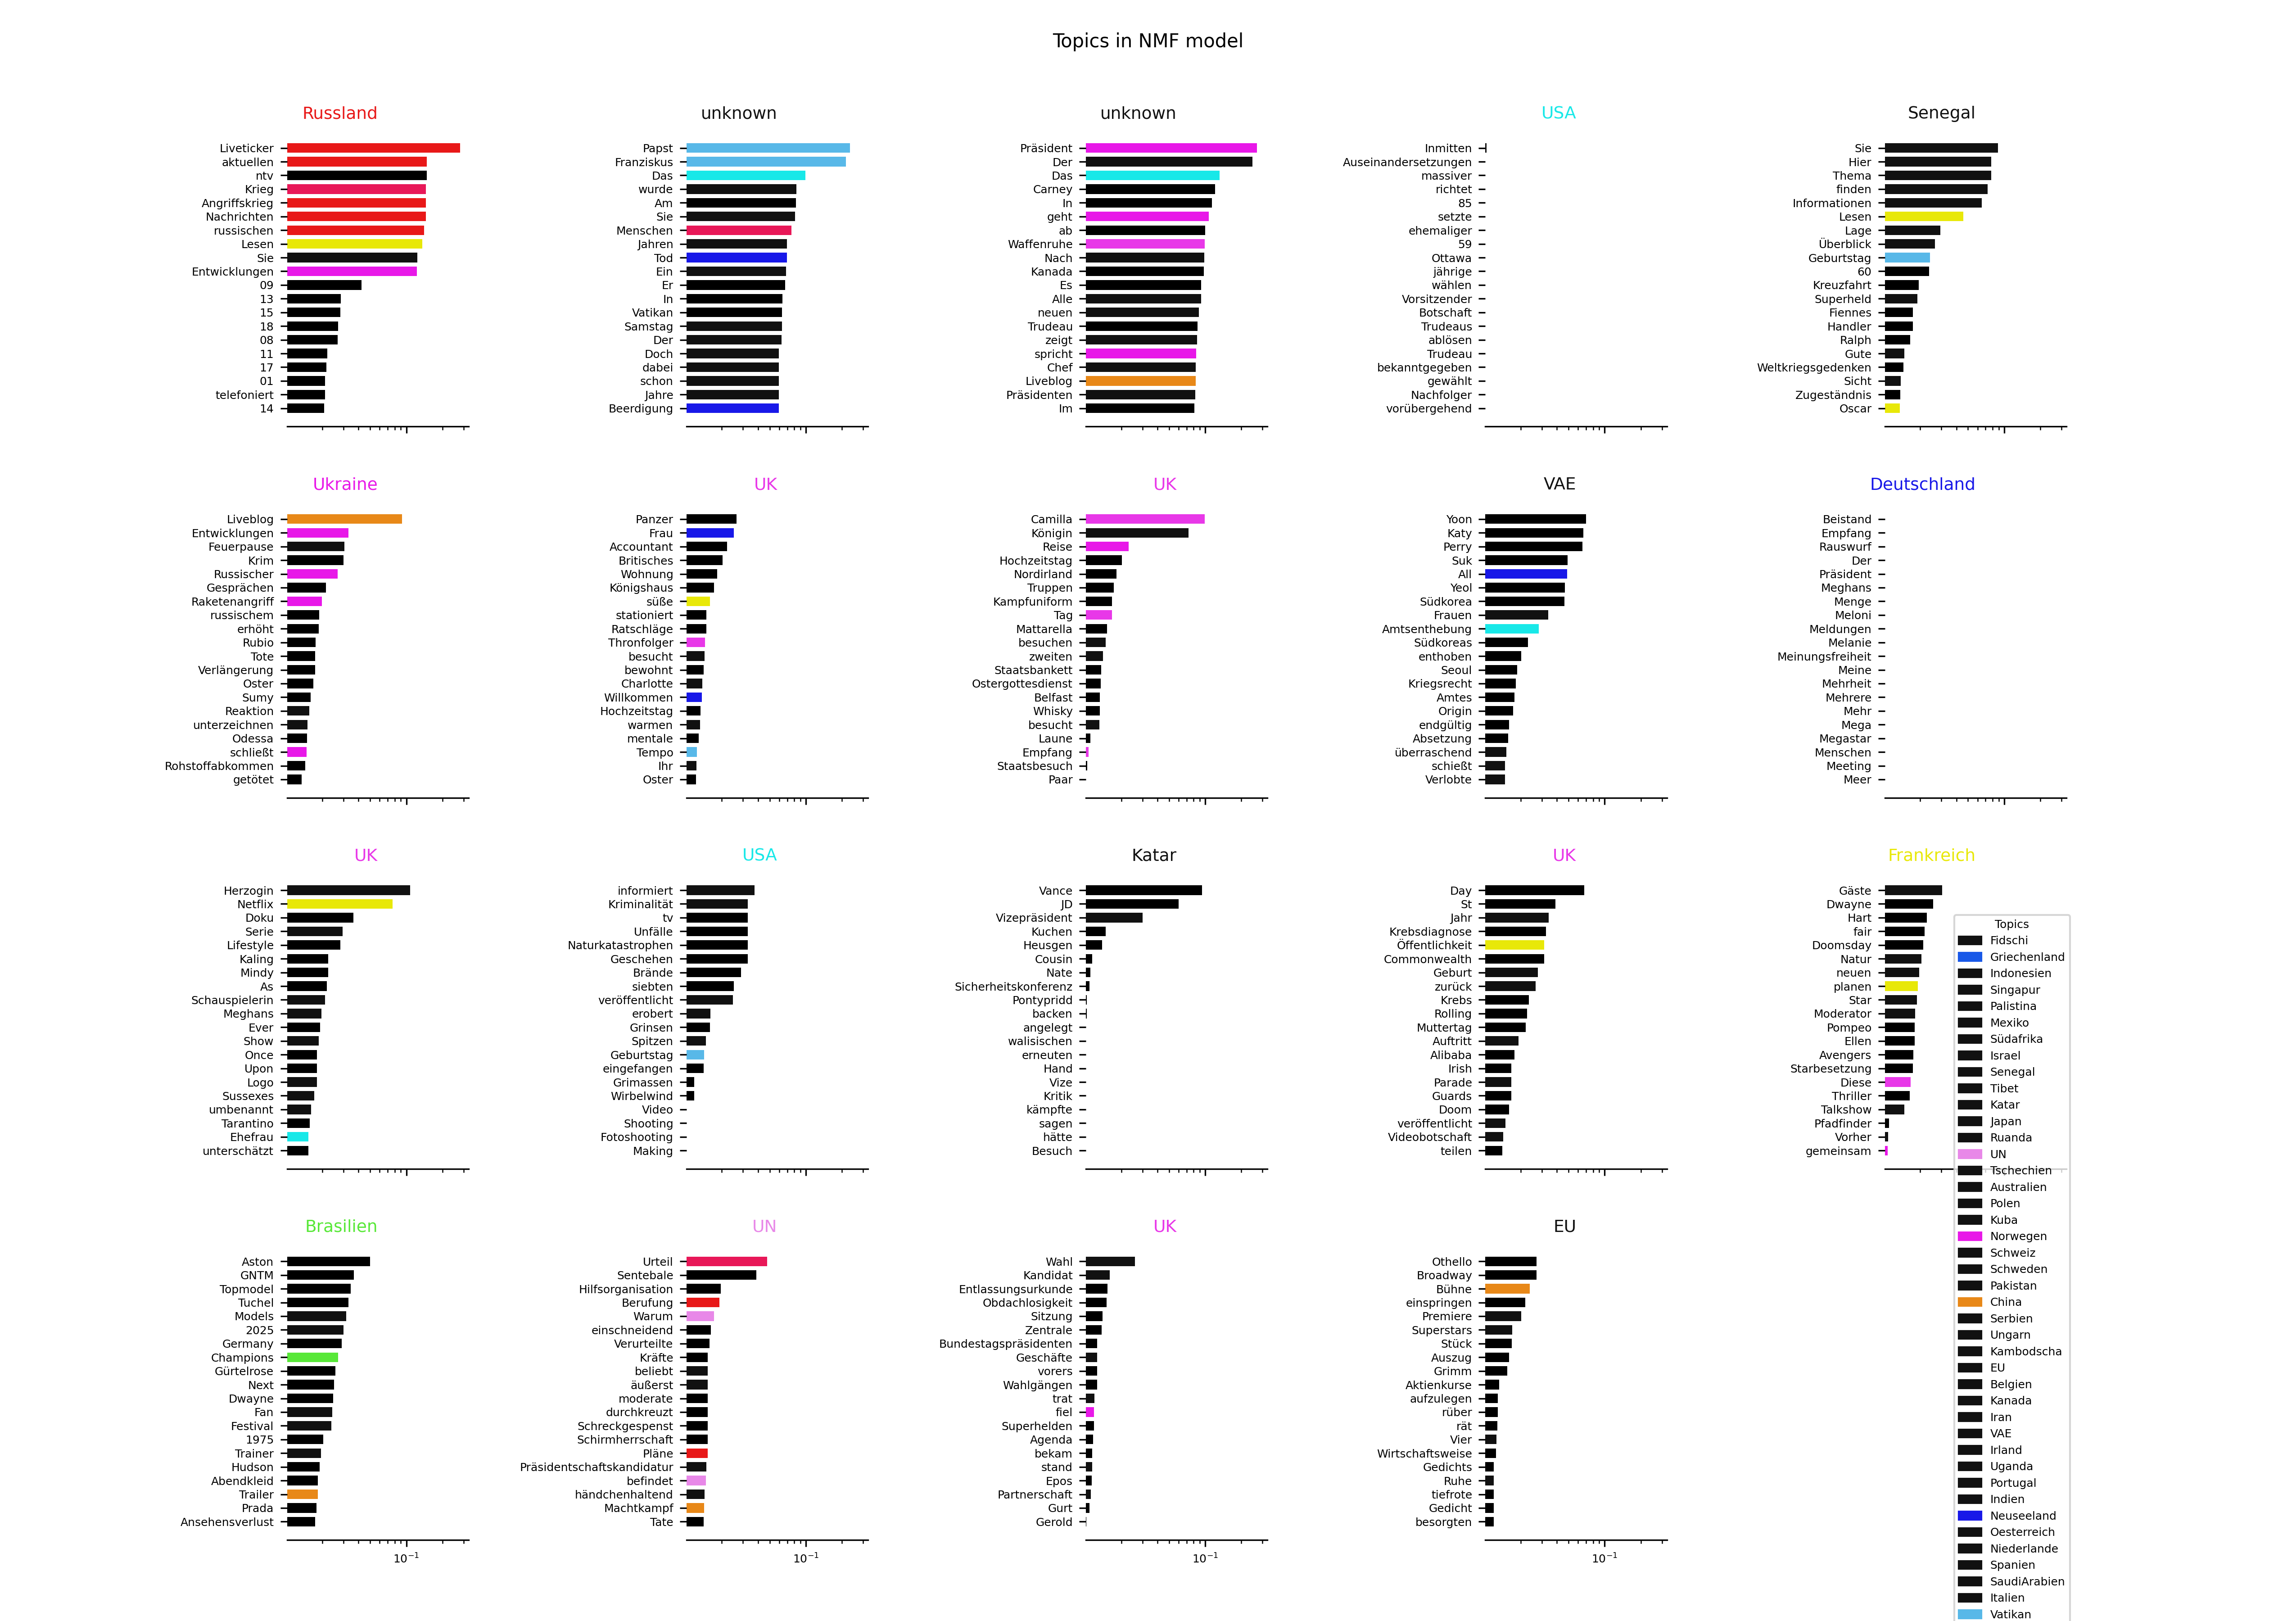 Topics in NMF model
Russland
Liveticker
aktuellen
ntv
Krieg
Angriffskrieg
Nachrichten
russischen
Lesen
Sie
Entwicklungen
09
13
15
18
08
11
17
01
telefoniert
14
unknown
Papst
Franziskus
Das
wurde
Am
Sie
Menschen
Jahren
Tod
Ein
Er
In
Vatikan
Samstag
Der
Doch
dabei
schon
Jahre
Beerdigung
unknown
Präsident
Der
Das
Carney
In
geht
ab
Waffenruhe
Nach
Kanada
Es
Alle
neuen
Trudeau
zeigt
spricht
Chef
Liveblog
Präsidenten
Im
USA
Inmitten
Auseinandersetzungen
massiver
richtet
85
setzte
ehemaliger
59
Ottawa
jährige
wählen
Vorsitzender
Botschaft
Trudeaus
ablösen
Trudeau
bekanntgegeben
gewählt
Nachfolger
vorübergehend
Senegal
Sie
Hier
Thema
finden
Informationen
Lesen
Lage
Überblick
Geburtstag
60
Kreuzfahrt
Superheld
Fiennes
Handler
Ralph
Gute
Weltkriegsgedenken
Sicht
Zugeständnis
Oscar
Ukraine
Liveblog
Entwicklungen
Feuerpause
Krim
Russischer
Gesprächen
Raketenangriff
russischem
erhöht
Rubio
Tote
Verlängerung
Oster
Sumy
Reaktion
unterzeichnen
Odessa
schließt
Rohstoffabkommen
getötet
UK
Panzer
Frau
Accountant
Britisches
Wohnung
Königshaus
süße
stationiert
Ratschläge
Thronfolger
besucht
bewohnt
Charlotte
Willkommen
Hochzeitstag
warmen
mentale
Tempo
Ihr
Oster
UK
Camilla
Königin
Reise
Hochzeitstag
Nordirland
Truppen
Kampfuniform
Tag
Mattarella
besuchen
zweiten
Staatsbankett
Ostergottesdienst
Belfast
Whisky
besucht
Laune
Empfang
Staatsbesuch
Paar
VAE
Yoon
Katy
Perry
Suk
All
Yeol
Südkorea
Frauen
Amtsenthebung
Südkoreas
enthoben
Seoul
Kriegsrecht
Amtes
Origin
endgültig
Absetzung
überraschend
schießt
Verlobte
Deutschland
Beistand
Empfang
Rauswurf
Der
Präsident
Meghans
Menge
Meloni
Meldungen
Melanie
Meinungsfreiheit
Meine
Mehrheit
Mehrere
Mehr
Mega
Megastar
Menschen
Meeting
Meer
UK
Herzogin
Netflix
Doku
Serie
Lifestyle
Kaling
Mindy
As
Schauspielerin
Meghans
Ever
Show
Once
Upon
Logo
Sussexes
umbenannt
Tarantino
Ehefrau
unterschätzt
USA
informiert
Kriminalität
tv
Unfälle
Naturkatastrophen
Geschehen
Brände
siebten
veröffentlicht
erobert
Grinsen
Spitzen
Geburtstag
eingefangen
Grimassen
Wirbelwind
Video
Shooting
Fotoshooting
Making
Katar
Vance
JD
Vizepräsident
Kuchen
Heusgen
Cousin
Nate
Sicherheitskonferenz
Pontypridd
backen
angelegt
walisischen
erneuten
Hand
Vize
Kritik
kämpfte
sagen
hätte
Besuch
UK
Day
St
Jahr
Krebsdiagnose
Öffentlichkeit
Commonwealth
Geburt
zurück
Krebs
Rolling
Muttertag
Auftritt
Alibaba
Irish
Parade
Guards
Doom
veröffentlicht
Videobotschaft
teilen
Frankreich
Gäste
Dwayne
Hart
fair
Doomsday
Natur
neuen
planen
Star
Moderator
Pompeo
Ellen
Avengers
Starbesetzung
Diese
Thriller
Talkshow
Pfadfinder
Vorher
gemeinsam
Brasilien
Aston
GNTM
Topmodel
Tuchel
Models
2025
Germany
Champions
Gürtelrose
Next
Dwayne
Fan
Festival
1975
Trainer
Hudson
Abendkleid
Trailer
Prada
Ansehensverlust
10⁻¹
UN
Urteil
Sentebale
Hilfsorganisation
Berufung
Warum
einschneidend
Verurteilte
Kräfte
beliebt
äußerst
moderate
durchkreuzt
Schreckgespenst
Schirmherrschaft
Pläne
Präsidentschaftskandidatur
befindet
händchenhaltend
Machtkampf
Tate
10⁻¹
UK
Wahl
Kandidat
Entlassungsurkunde
Obdachlosigkeit
Sitzung
Zentrale
Bundestagspräsidenten
Geschäfte
vorers
Wahlgängen
trat
fiel
Superhelden
Agenda
bekam
stand
Epos
Partnerschaft
Gurt
Gerold
10⁻¹
EU
Othello
Broadway
Bühne
einspringen
Premiere
Superstars
Stück
Auszug
Grimm
Aktienkurse
aufzulegen
rüber
rät
Vier
Wirtschaftsweise
Gedichts
Ruhe
tiefrote
Gedicht
besorgten
10⁻¹
Topics
Fidschi
Griechenland
Indonesien
Singapur
Palistina
Mexiko
Südafrika
Israel
Senegal
Tibet
Katar
Japan
Ruanda
UN
Tschechien
Australien
Polen
Kuba
Norwegen
Schweiz
Schweden
Pakistan
China
Serbien
Ungarn
Kambodscha
EU
Belgien
Kanada
Iran
VAE
Irland
Uganda
Portugal
Indien
Neuseeland
Oesterreich
Niederlande
Spanien
SaudiArabien
Italien
Vatikan